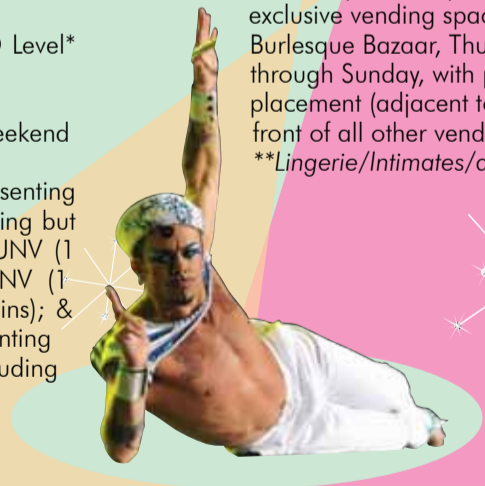 Level*
eekend
senting
ing but
JNV (1
NV (1
ins); &
nting
uding
exclusive vending spac
Burlesque Bazaar, Thu
through Sunday, with p
placement (adjacent t
front of all other vend
**Lingerie/Intimates/